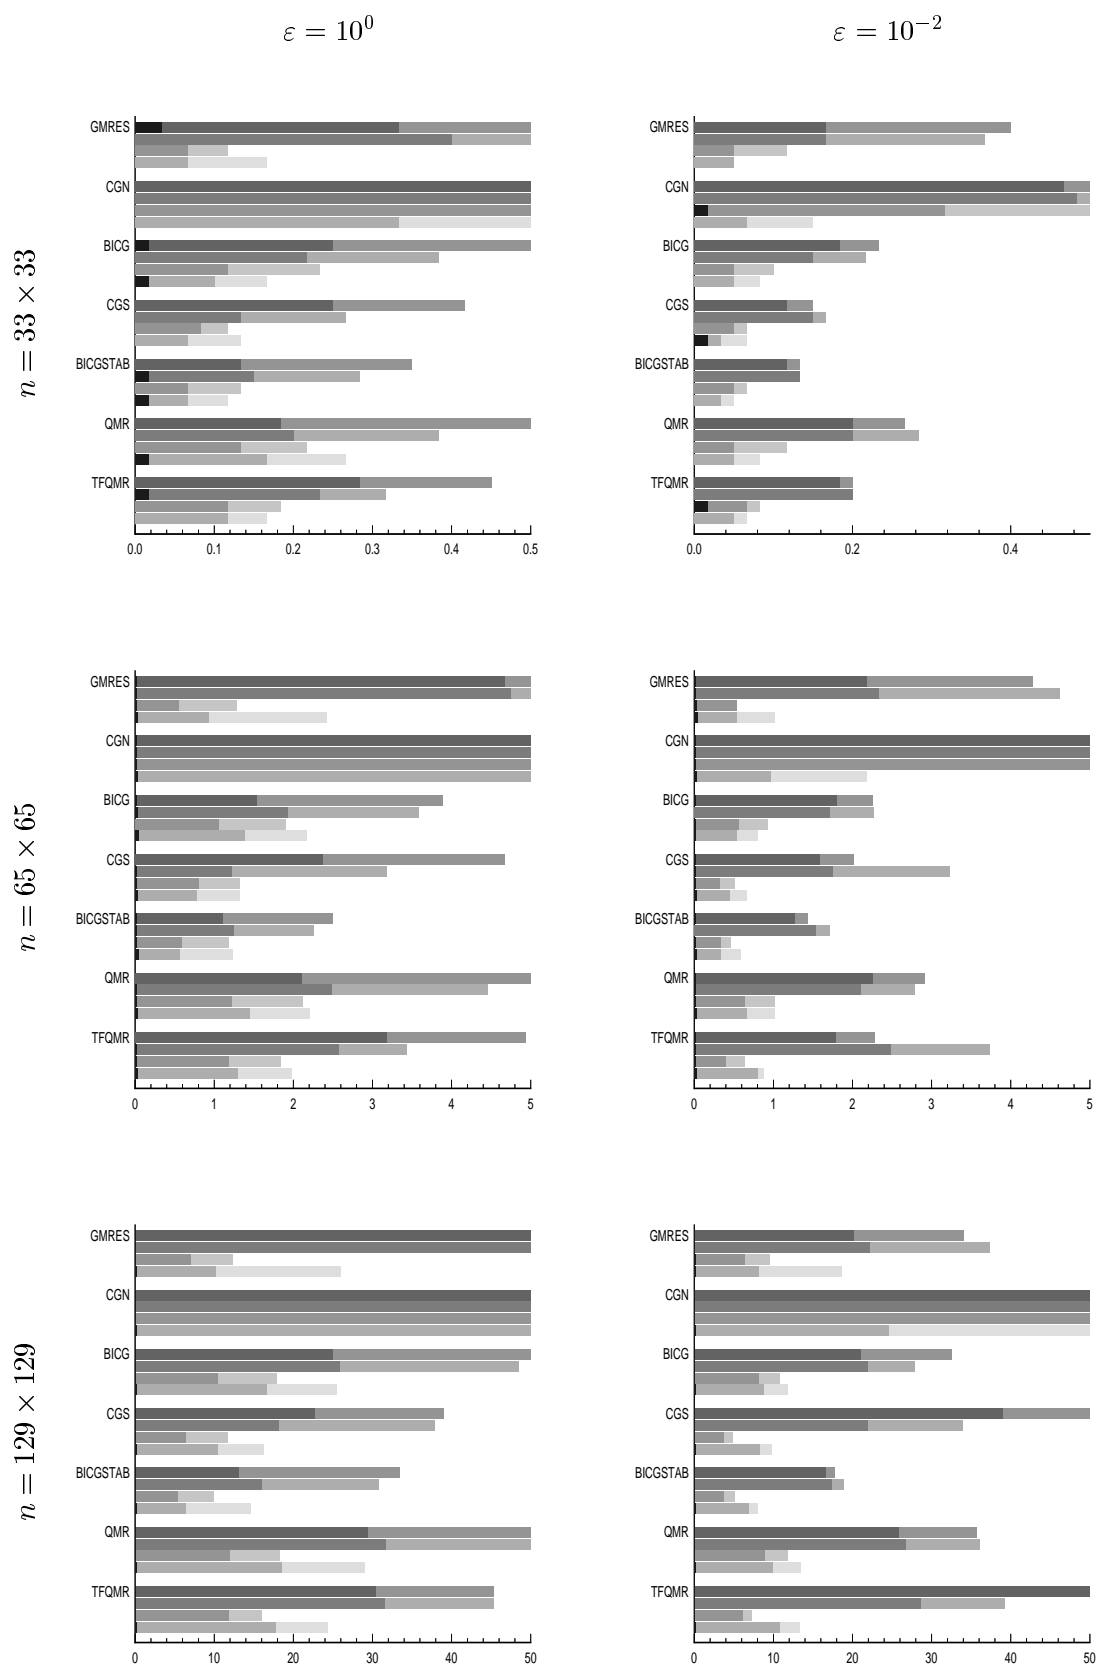 ε = 10⁰
ε = 10⁻²
n = 33 × 33
GMRES
CGN
BICG
CGS
BICGSTAB
QMR
TFQMR
0.0 0.1 0.2 0.3 0.4 0.5
GMRES
CGN
BICG
CGS
BICGSTAB
QMR
TFQMR
0.0 0.2 0.4
n = 65 × 65
GMRES
CGN
BICG
CGS
BICGSTAB
QMR
TFQMR
0 1 2 3 4 5
GMRES
CGN
BICG
CGS
BICGSTAB
QMR
TFQMR
0 1 2 3 4 5
n = 129 × 129
GMRES
CGN
BICG
CGS
BICGSTAB
QMR
TFQMR
0 10 20 30 40 50
GMRES
CGN
BICG
CGS
BICGSTAB
QMR
TFQMR
0 10 20 30 40 50